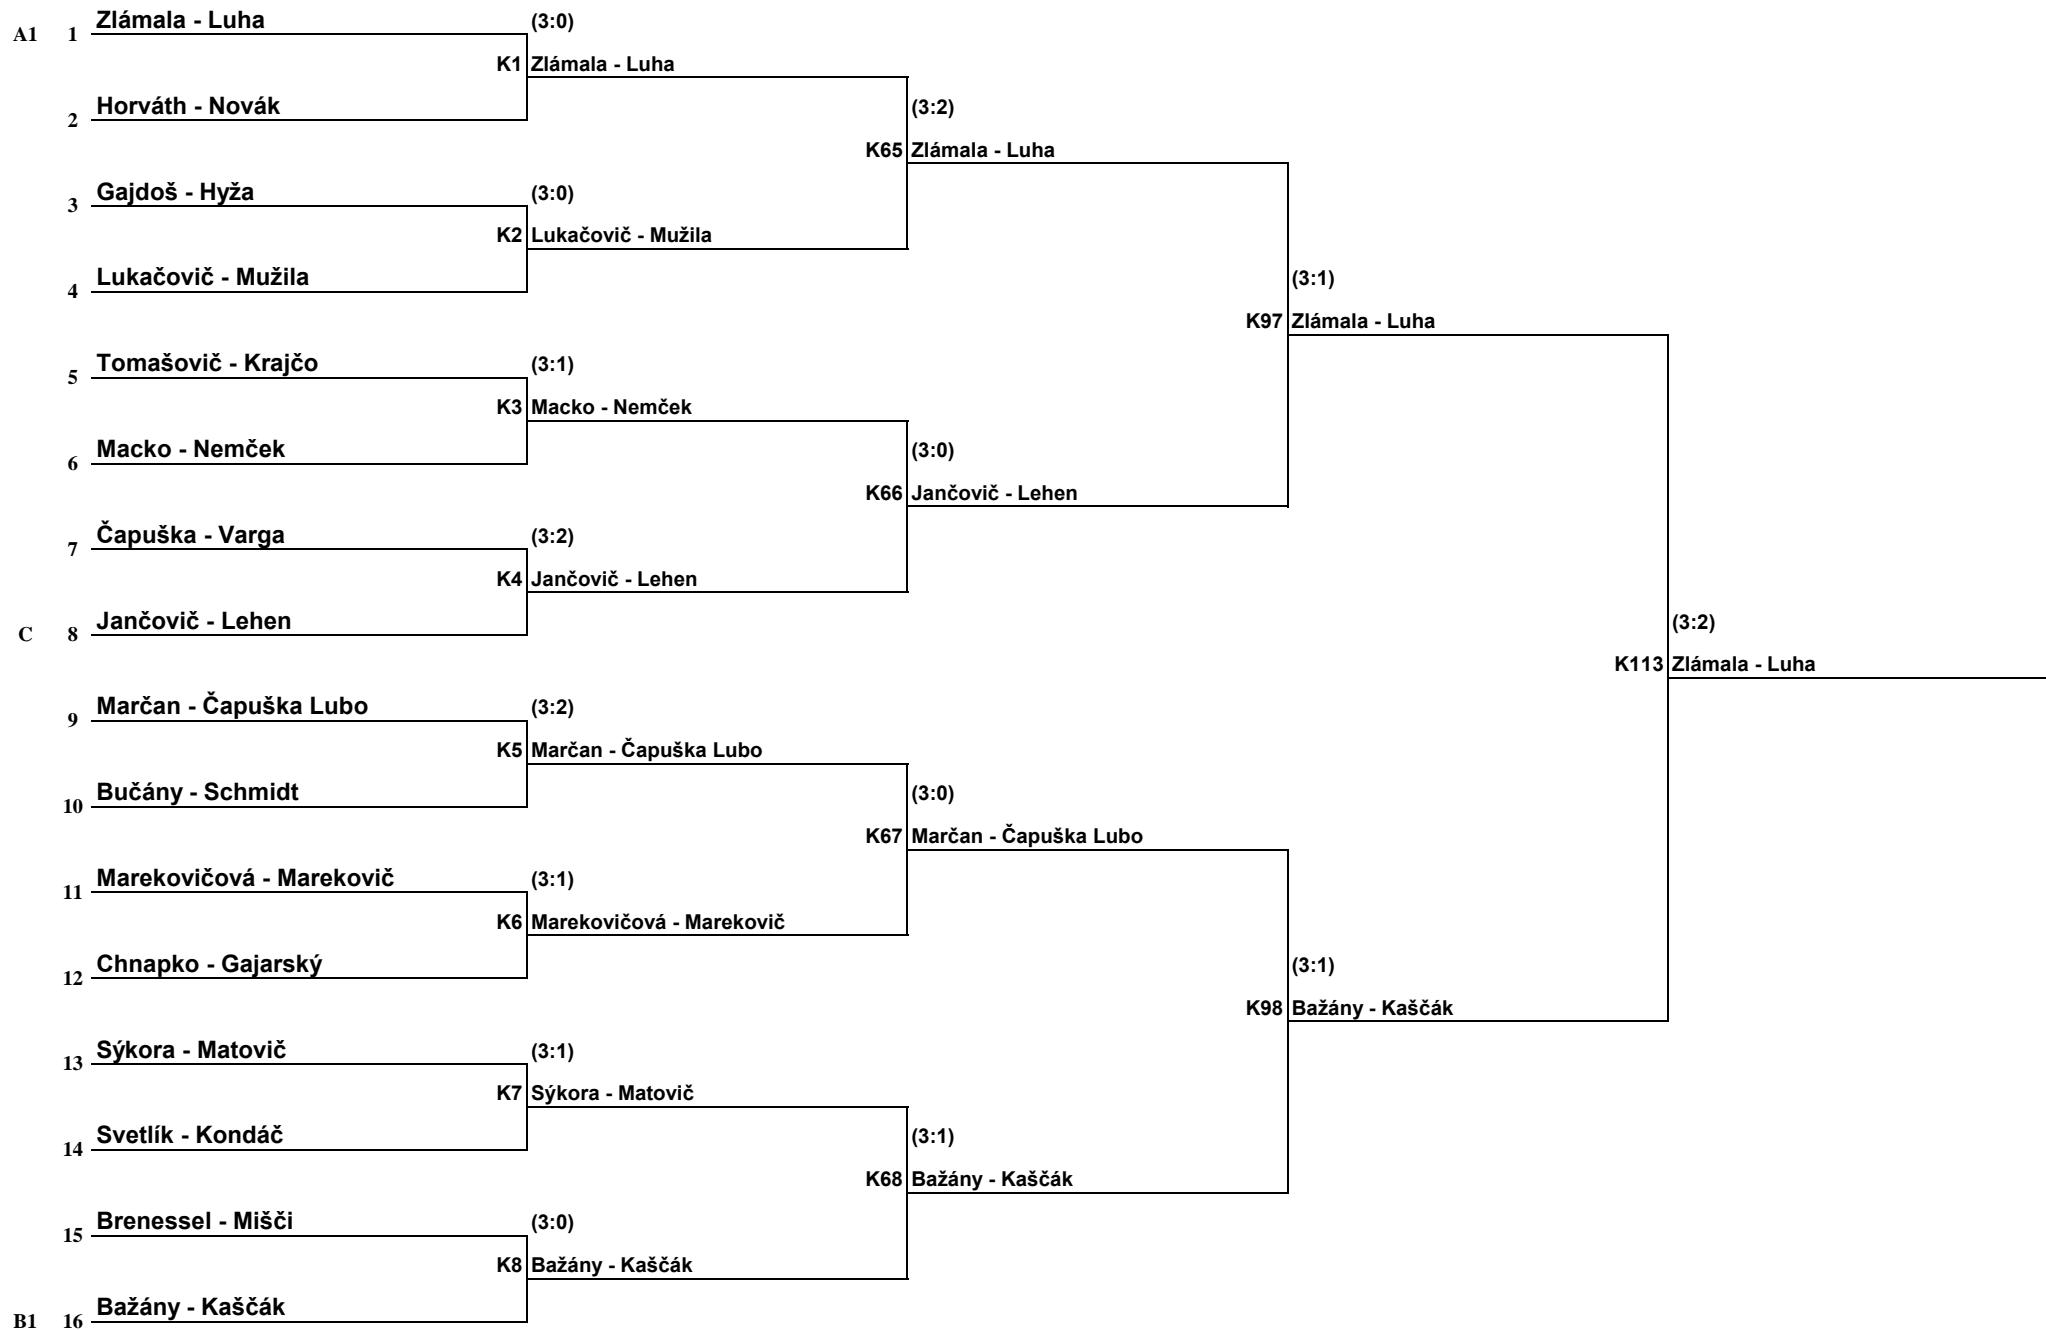 Zlámala - Luha (3:0)
A1 1
K1 Zlámala - Luha
Horváth - Novák (3:2)
2
K65 Zlámala - Luha
Gajdoš - Hyža (3:0)
3
K2 Lukačovič - Mužila
Lukačovič - Mužila (3:1)
4
K97 Zlámala - Luha
Tomašovič - Krajčo (3:1)
5
K3 Macko - Nemček
Macko - Nemček (3:0)
6
K66 Jančovič - Lehen
Čapuška - Varga (3:2)
7
K4 Jančovič - Lehen
Jančovič - Lehen (3:2)
C 8
K113 Zlámala - Luha
Marčan - Čapuška Lubo (3:2)
9
K5 Marčan - Čapuška Lubo
Bučány - Schmidt (3:0)
10
K67 Marčan - Čapuška Lubo
Marekovičová - Marekovič (3:1)
11
K6 Marekovičová - Marekovič
Chnapko - Gajarský (3:1)
12
K98 Bažány - Kaščák
Sýkora - Matovič (3:1)
13
K7 Sýkora - Matovič
Svetlík - Kondáč (3:1)
14
K68 Bažány - Kaščák
Brenessel - Mišči (3:0)
15
K8 Bažány - Kaščák
Bažány - Kaščák
B1 16